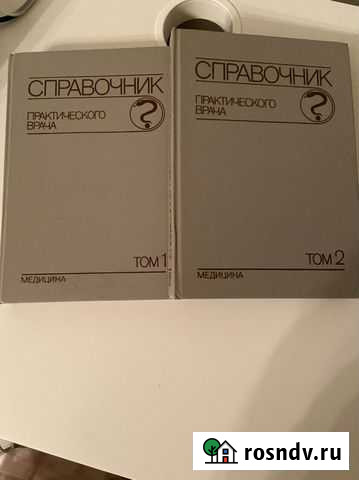 СПРАВОЧНИК
ПРАКТИЧЕСКОГО
ВРАЧА
ТОМ 1
МЕДИЦИНА
СПРАВОЧНИК
ПРАКТИЧЕСКОГО
ВРАЧА
ТОМ 2
МЕДИЦИНА
rosndv.ru